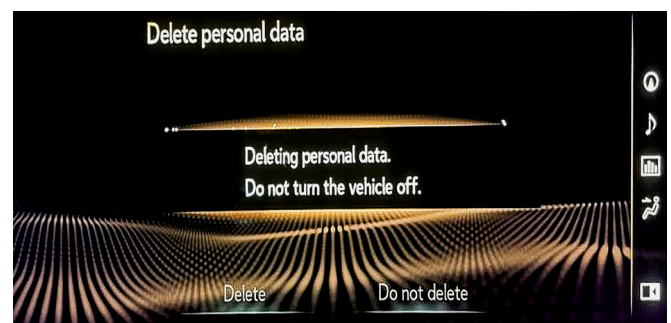 Delete personal data
Deleting personal data.
Do not turn the vehicle off.
Delete
Do not delete